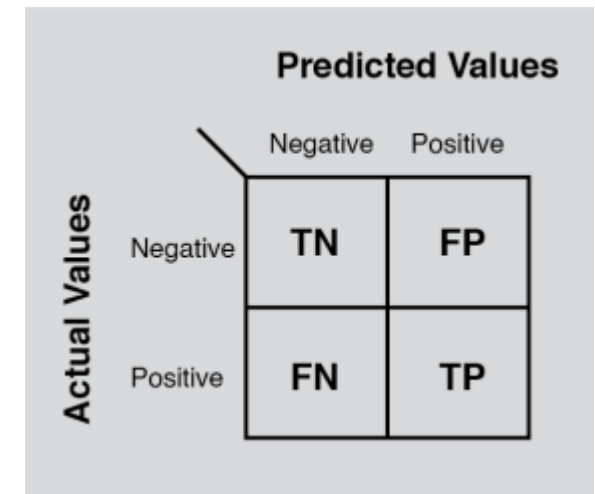 Predicted Values
Negative Positive
Actual Values
Negative TN FP
Positive FN TP